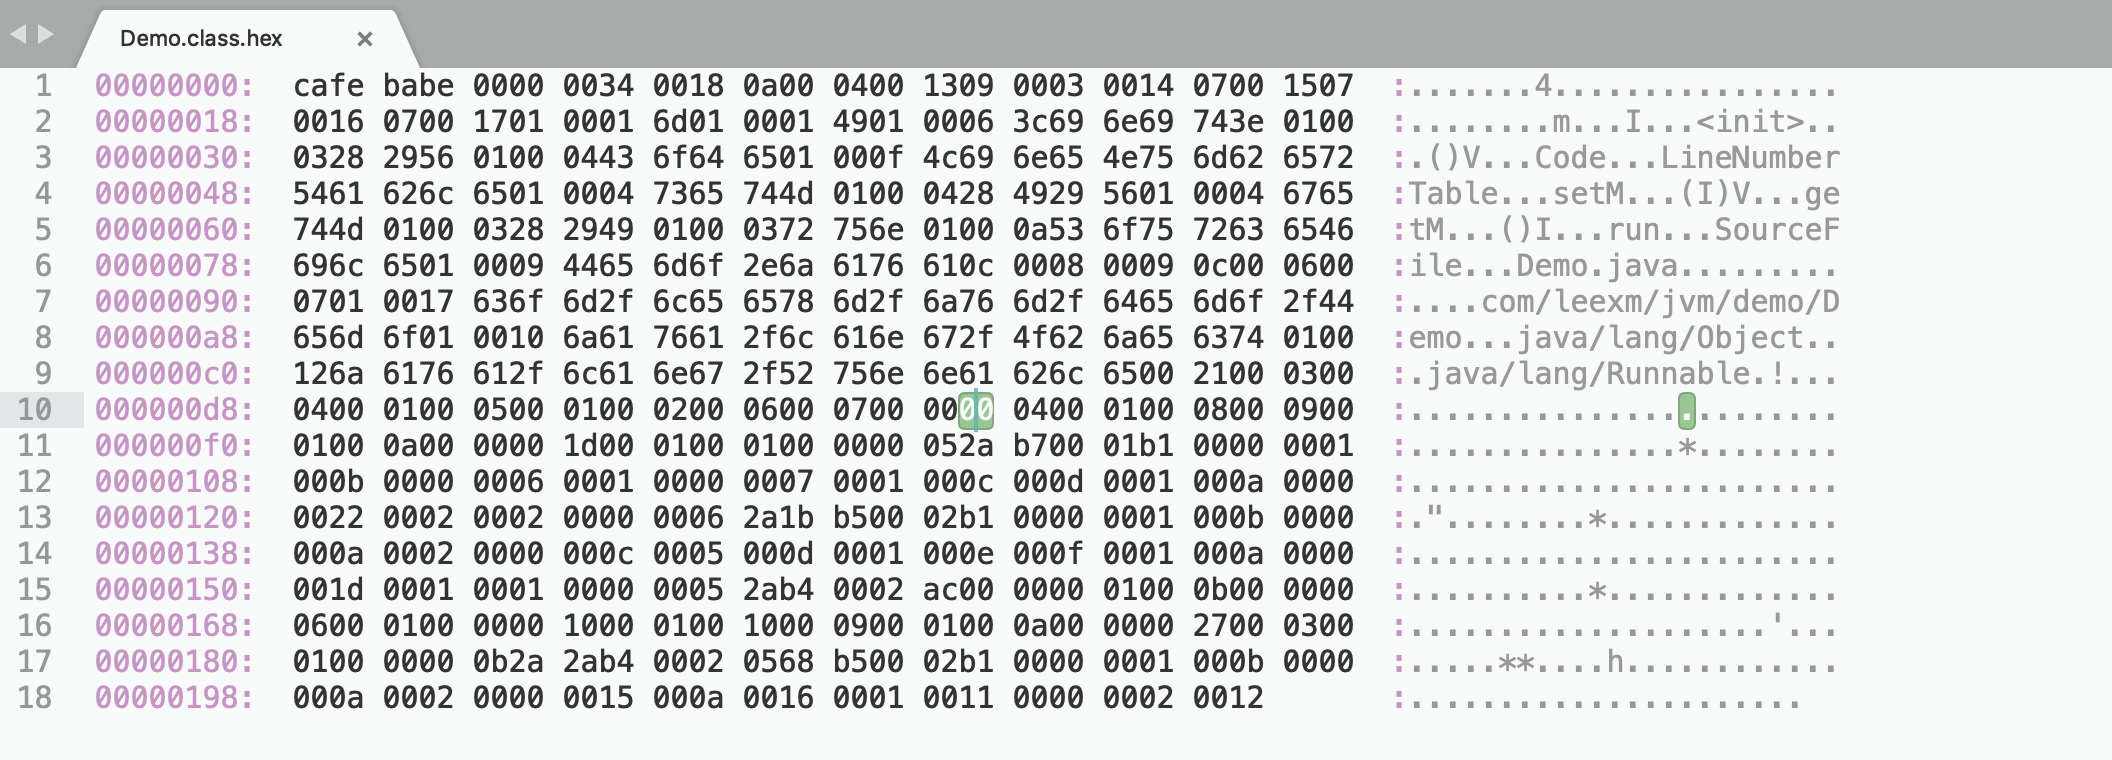 Demo.class.hex ×
1 00000000: cafe babe 0000 0034 0018 0a00 0400 1309 0003 0014 0700 1507 :.......4................
2 00000018: 0016 0700 1701 0001 6d01 0001 4901 0006 3c69 6e69 743e 0100 :........m...I...<init>..
3 00000030: 0328 2956 0100 0443 6f64 6501 000f 4c69 6e65 4e75 6d62 6572 :.()V...Code...LineNumber
4 00000048: 5461 626c 6501 0004 7365 744d 0100 0428 4929 5601 0004 6765 :Table...setM...(I)V...ge
5 00000060: 744d 0100 0328 2949 0100 0372 756e 0100 0a53 6f75 7263 6546 :tM...()I...run...SourceF
6 00000078: 696c 6501 0009 4465 6d6f 2e6a 6176 610c 0008 0009 0c00 0600 :ile...Demo.java.........
7 00000090: 0701 0017 636f 6d2f 6c65 6578 6d2f 6a76 6d2f 6465 6d6f 2f44 :....com/leexm/jvm/demo/D
8 000000a8: 656d 6f01 0010 6a61 7661 2f6c 616e 672f 4f62 6a65 6374 0100 :emo...java/lang/Object..
9 000000c0: 126a 6176 612f 6c61 6e67 2f52 756e 6e61 626c 6500 2100 0300 :.java/lang/Runnable.!...
10 000000d8: 0400 0100 0500 0100 0200 0600 0700 0000 0400 0100 0800 0900 :........................
11 000000f0: 0100 0a00 0000 1d00 0100 0100 0000 052a b700 01b1 0000 0001 :...............*........
12 00000108: 000b 0000 0006 0001 0000 0007 0001 000c 000d 0001 000a 0000 :........................
13 00000120: 0022 0002 0002 0000 0006 2a1b b500 02b1 0000 0001 000b 0000 :."........*.............
14 00000138: 000a 0002 0000 000c 0005 000d 0001 000e 000f 0001 000a 0000 :........................
15 00000150: 001d 0001 0001 0000 0005 2ab4 0002 ac00 0000 0100 0b00 0000 :..........*.............
16 00000168: 0600 0100 0000 1000 0100 1000 0900 0100 0a00 0000 2700 0300 :....................'...
17 00000180: 0100 0000 0b2a 2ab4 0002 0568 b500 02b1 0000 0001 000b 0000 :.....**....h............
18 00000198: 000a 0002 0000 0015 000a 0016 0001 0011 0000 0002 0012 :......................